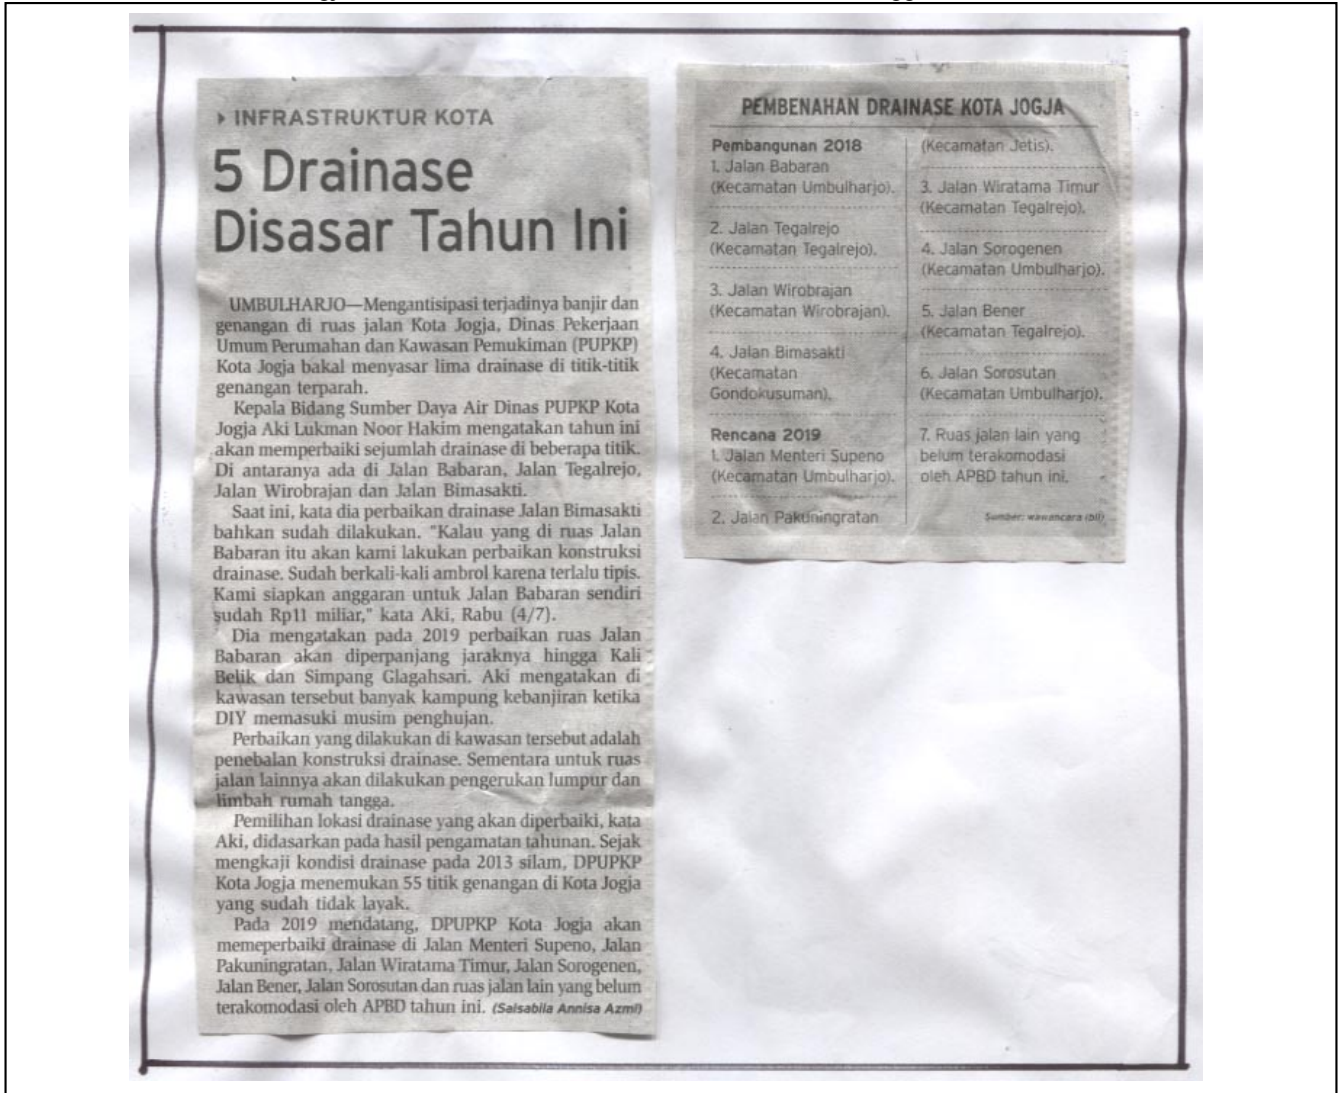 INFRASTRUKTUR KOTA
5 Drainase
Disasar Tahun Ini
UMBULHARJO—Mengantisipasi terjadinya banjir dan
genangan di ruas jalan Kota Jogja, Dinas Pekerjaan
Umum Perumahan dan Kawasan Pemukiman (PUPKP)
Kota Jogja bakal menyasar lima drainase di titik-titik
genangan terparah.
Kepala Bidang Sumber Daya Air Dinas PUPKP Kota
Jogja Aki Lukman Noor Hakim mengatakan tahun ini
akan memperbaiki sejumlah drainase di beberapa titik.
Di antaranya ada di Jalan Babaran, Jalan Tegalrejo,
Jalan Wirobrajan dan Jalan Bimasakti.
Saat ini, kata dia perbaikan drainase Jalan Bimasakti
bahkan sudah dilakukan. "Kalau yang di ruas Jalan
Babaran itu akan kami lakukan perbaikan konstruksi
drainase. Sudah berkali-kali ambrol karena terlalu tipis.
Kami siapkan anggaran untuk Jalan Babaran sendiri
sudah Rp11 miliar," kata Aki, Rabu (4/7).
Dia mengatakan pada 2019 perbaikan ruas Jalan
Babaran akan diperpanjang jaraknya hingga Kali
Belik dan Simpang Glagahsari. Aki mengatakan di
kawasan tersebut banyak kampung kebanjiran ketika
DIY memasuki musim penghujan.
Perbaikan yang dilakukan di kawasan tersebut adalah
penebalan konstruksi drainase. Sementara untuk ruas
jalan lainnya akan dilakukan pengerukan lumpur dan
limbah rumah tangga.
Pemilihan lokasi drainase yang akan diperbaiki, kata
Aki, didasarkan pada hasil pengamatan tahunan. Sejak
mengkaji kondisi drainase pada 2013 silam, DPUPKP
Kota Jogja menemukan 55 titik genangan di Kota Jogja
yang sudah tidak layak.
Pada 2019 mendatang, DPUPKP Kota Jogja akan
memeperbaiki drainase di Jalan Menteri Supeno, Jalan
Pakuningratan, Jalan Wiratama Timur, Jalan Sorogenen,
Jalan Bener, Jalan Sorosutan dan ruas jalan lain yang belum
terakomodasi oleh APBD tahun ini. (Salsabila Annisa Azmi)
PEMBENAHAN DRAINASE KOTA JOGJA
Pembangunan 2018
1. Jalan Babaran
(Kecamatan Umbulharjo).
2. Jalan Tegalrejo
(Kecamatan Tegalrejo).
3. Jalan Wirobrajan
(Kecamatan Wirobrajan).
4. Jalan Bimasakti
(Kecamatan
Gondokusuman).
Rencana 2019
1. Jalan Menteri Supeno
(Kecamatan Umbulharjo).
2. Jalan Pakuningratan
(Kecamatan Jetis).
3. Jalan Wiratama Timur
(Kecamatan Tegalrejo).
4. Jalan Sorogenen
(Kecamatan Umbulharjo).
5. Jalan Bener
(Kecamatan Tegalrejo).
6. Jalan Sorosutan
(Kecamatan Umbulharjo).
7. Ruas jalan lain yang
belum terakomodasi
oleh APBD tahun ini.
Sumber: wawancara